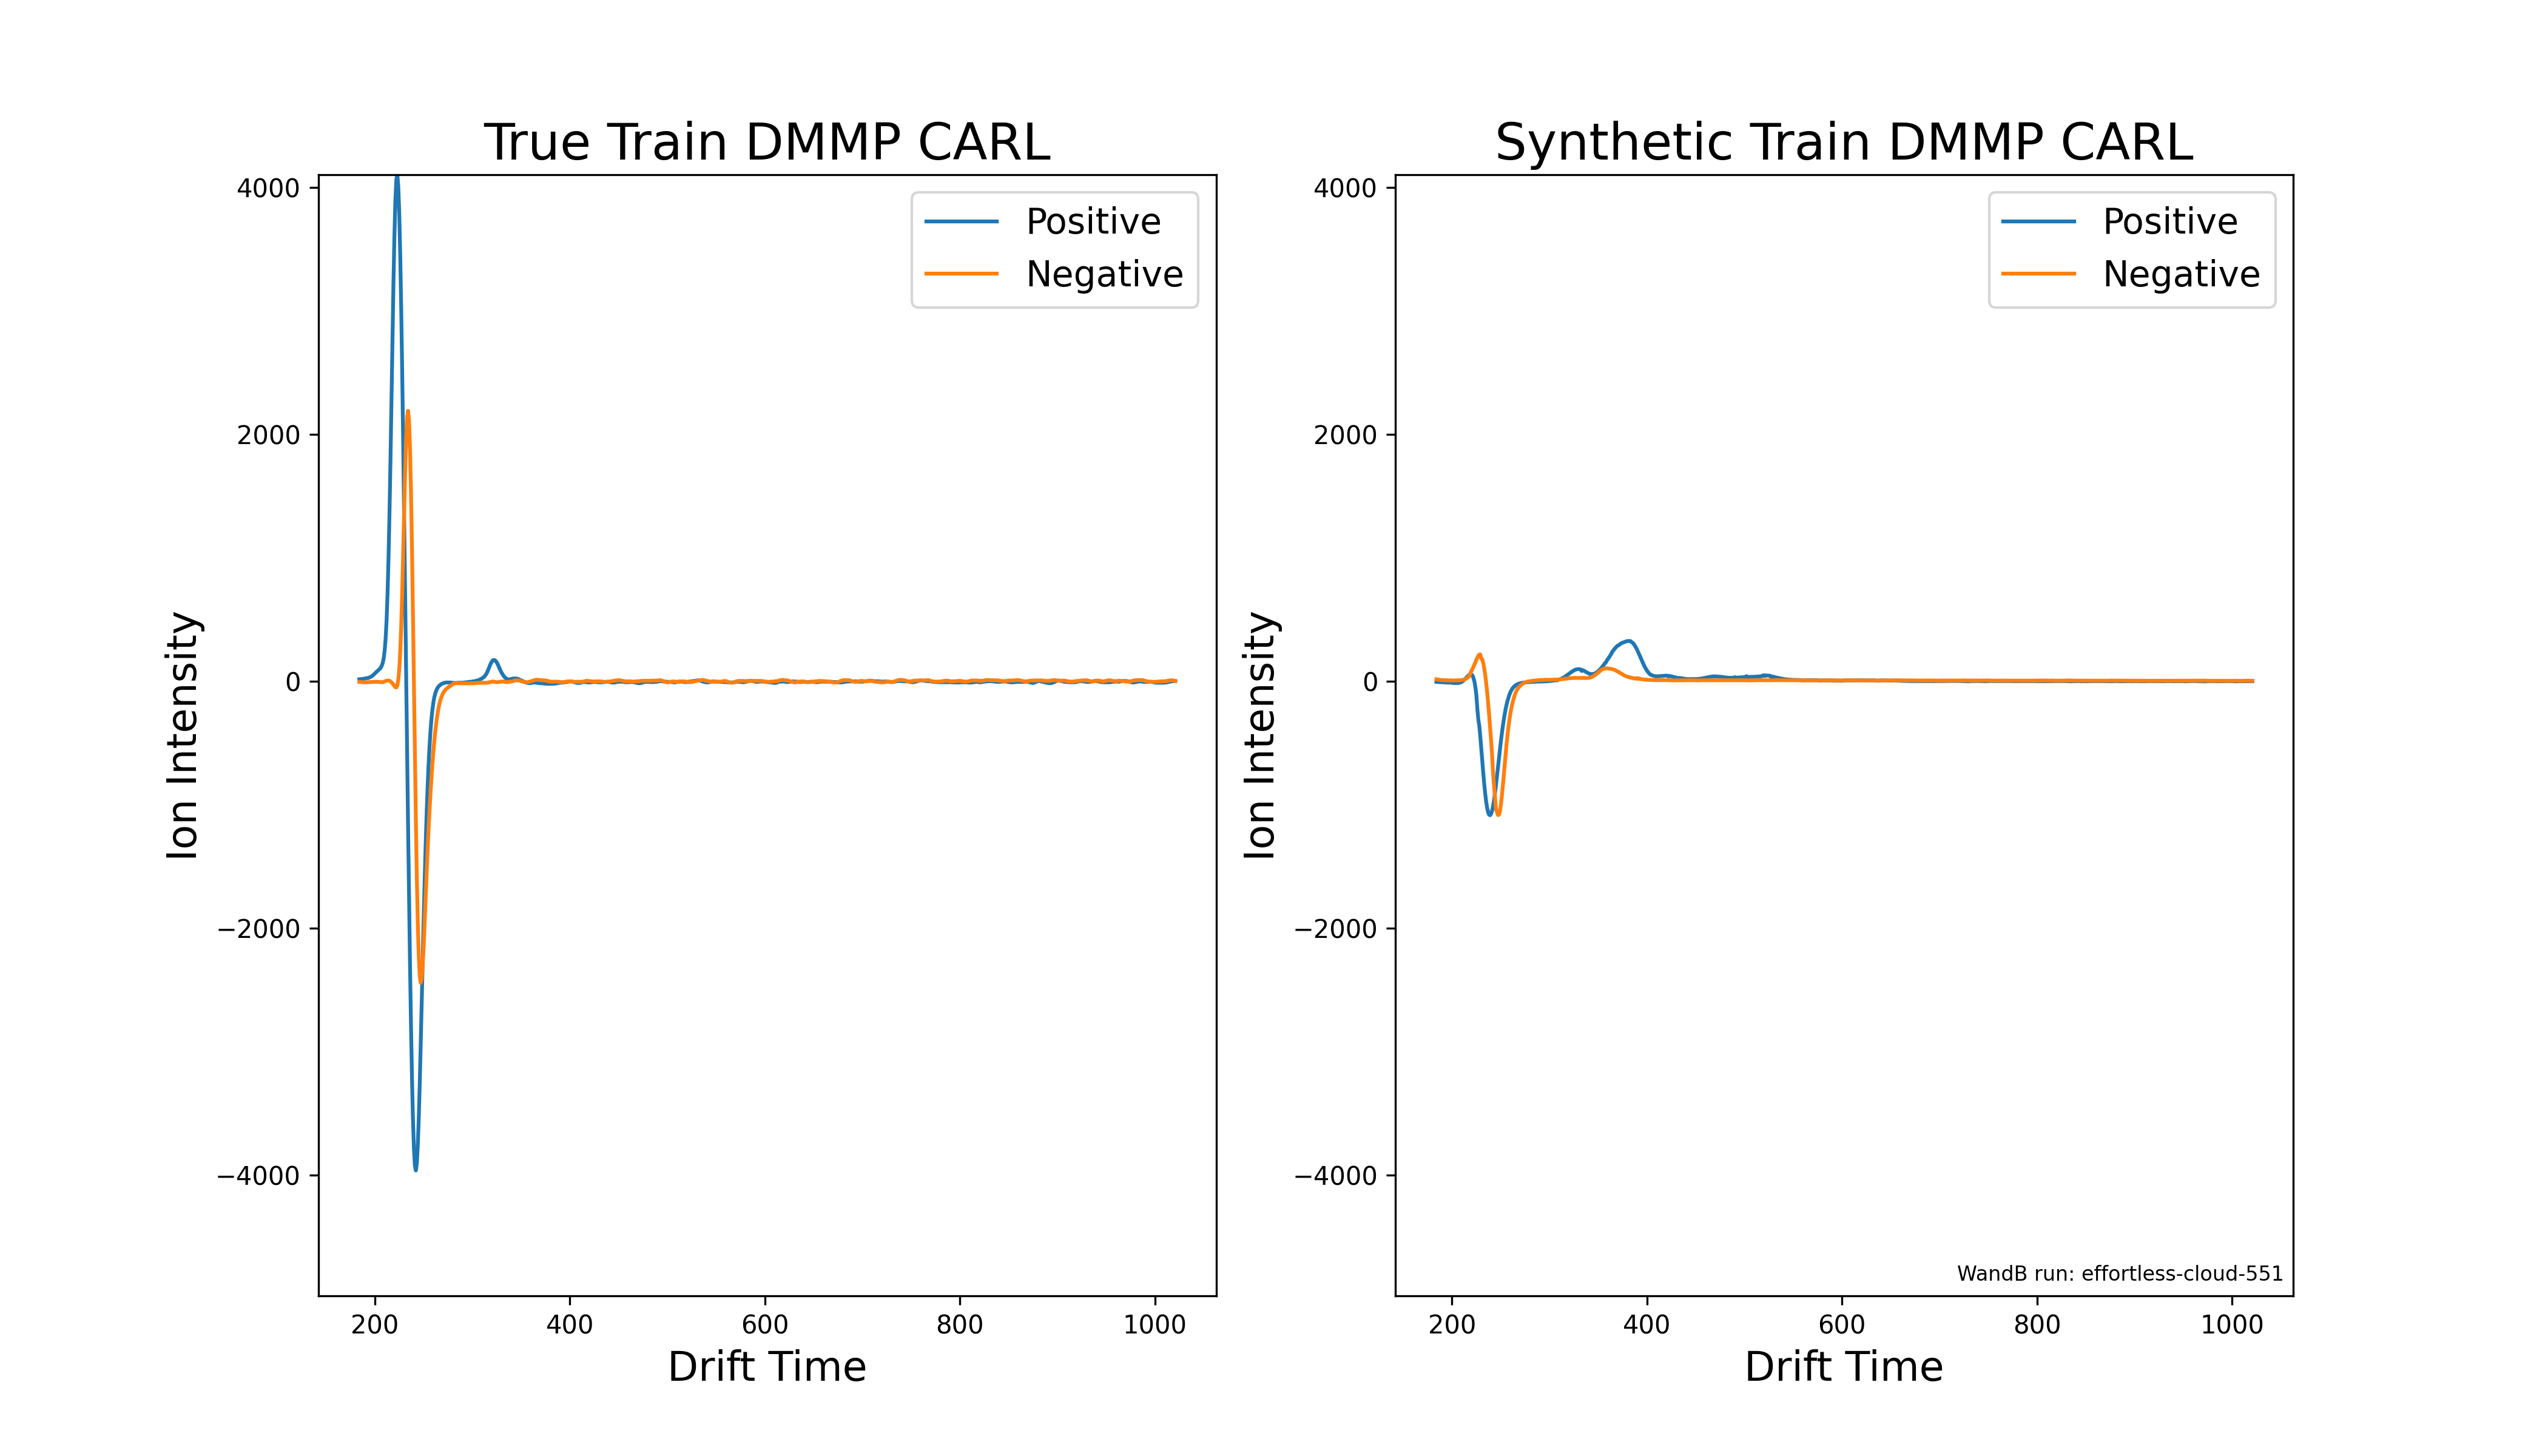 True Train DMMP CARL
4000
2000
0
−2000
−4000
Ion Intensity
200 400 600 800 1000
Drift Time
Positive
Negative
Synthetic Train DMMP CARL
4000
2000
0
−2000
−4000
Ion Intensity
200 400 600 800 1000
Drift Time
Positive
Negative
WandB run: effortless-cloud-551